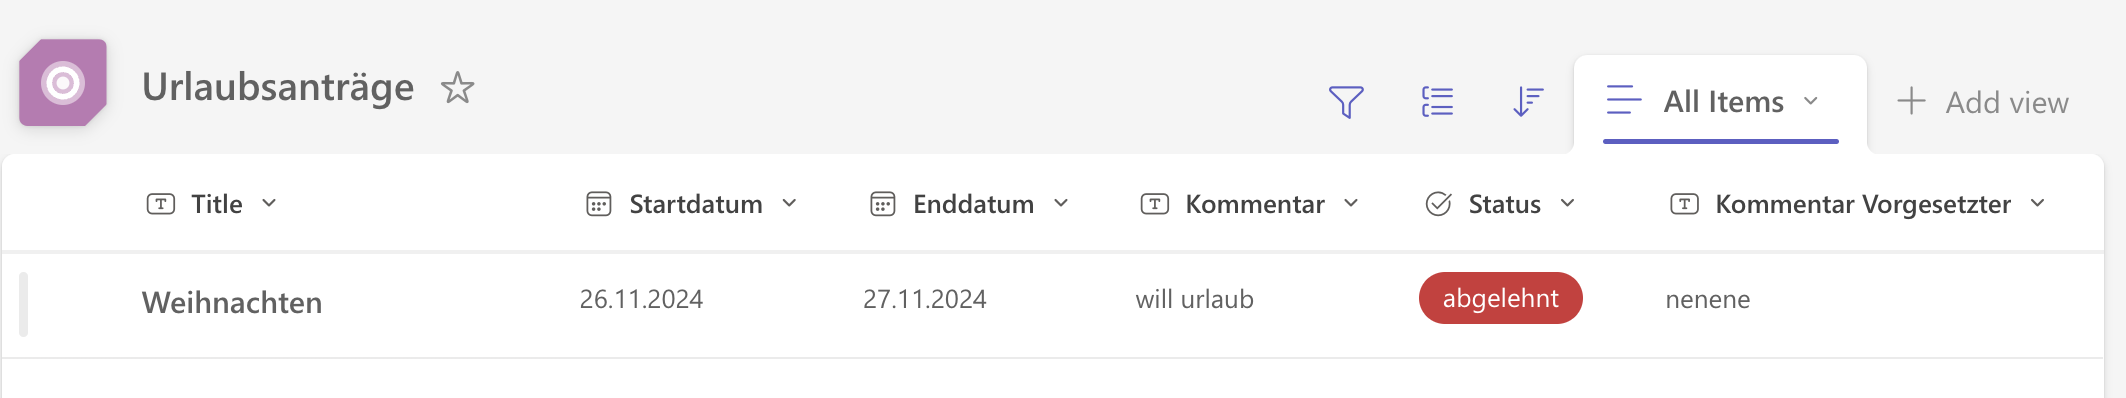 Urlaubsanträge
All Items
Add view
Title Startdatum Enddatum Kommentar Status Kommentar Vorgesetzter
Weihnachten 26.11.2024 27.11.2024 will urlaub abgelehnt nenene